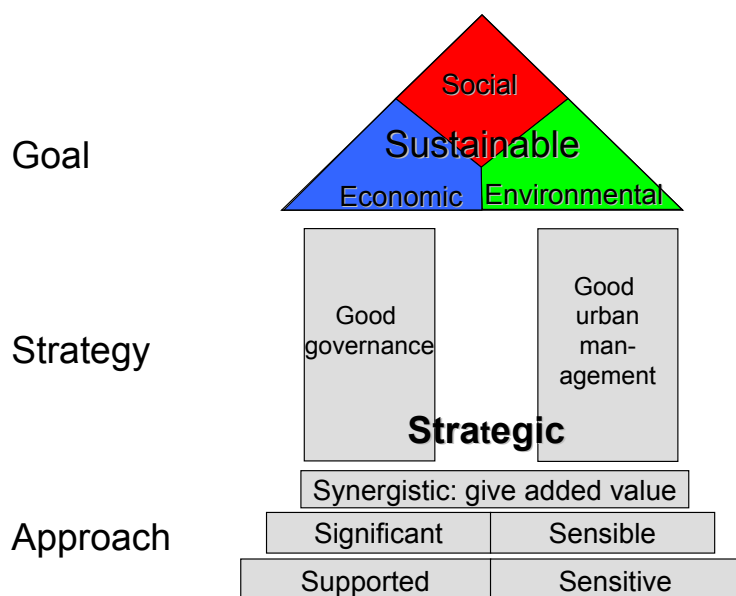 Social
Goal
Sustainable
Economic
Environmental
Good
governance
Good
urban
man-
agement
Strategy
Strategic
Synergistic: give added value
Approach
Significant
Sensible
Supported
Sensitive